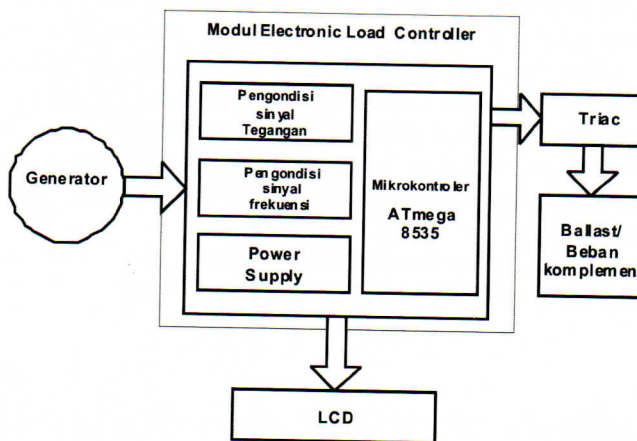 Modul Electronic Load Controller
Generator
Pengondisi
sinyal
Tegangan
Pengondisi
sinyal
frekuensi
Power
Supply
Mikrokontroler
ATmega
8535
Triac
Ballast/
Beban
komplemen
LCD